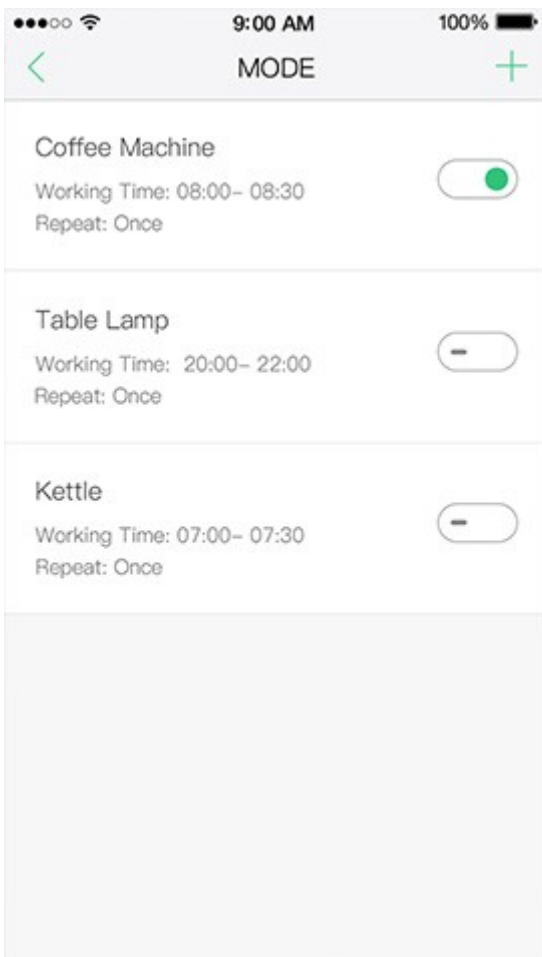 9:00 AM 100%
MODE
Coffee Machine
Working Time: 08:00– 08:30
Repeat: Once
Table Lamp
Working Time: 20:00– 22:00
Repeat: Once
Kettle
Working Time: 07:00– 07:30
Repeat: Once